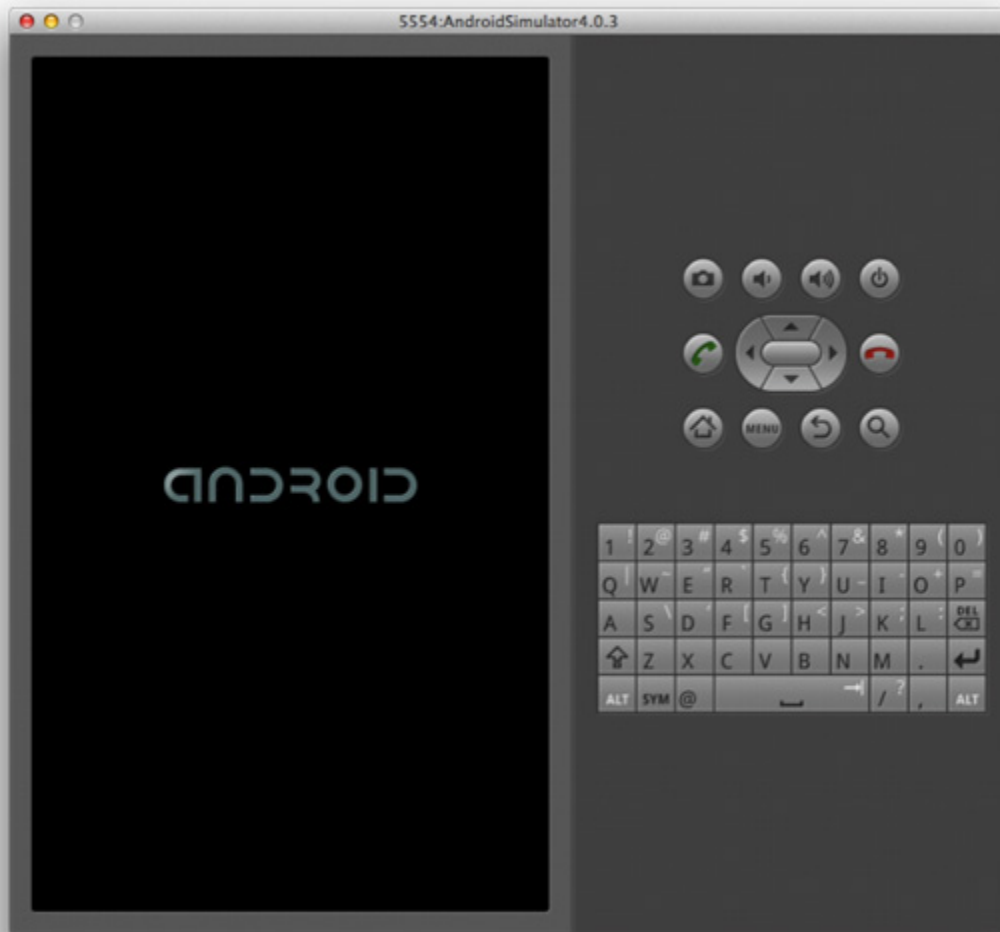 5554:AndroidSimulator4.0.3
ANDROID
MENU
1 ! 2 @ 3 # 4 $ 5 % 6 ^ 7 & 8 * 9 ( 0 )
Q | W ~ E " R ` T { Y } U _ I - O + P =
A S \ D ' F [ G ] H < J > K ; L : DEL
Z X C V B N M .
ALT SYM @ / ? , ALT